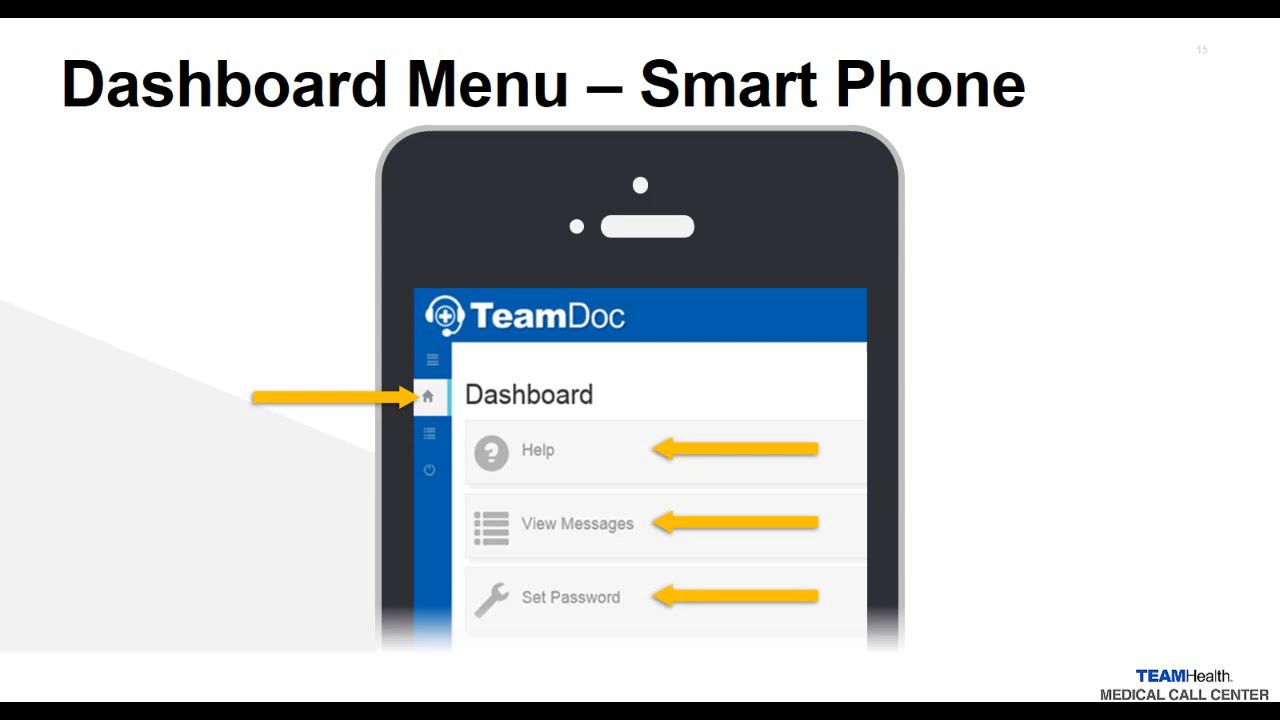 15
Dashboard Menu – Smart Phone
TeamDoc
Dashboard
? Help
View Messages
Set Password
TEAMHealth.
MEDICAL CALL CENTER